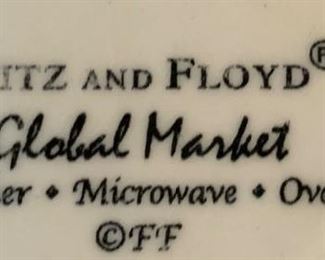 ITZ AND FLOYD®
Global Market
er • Microwave • Ov
©FF